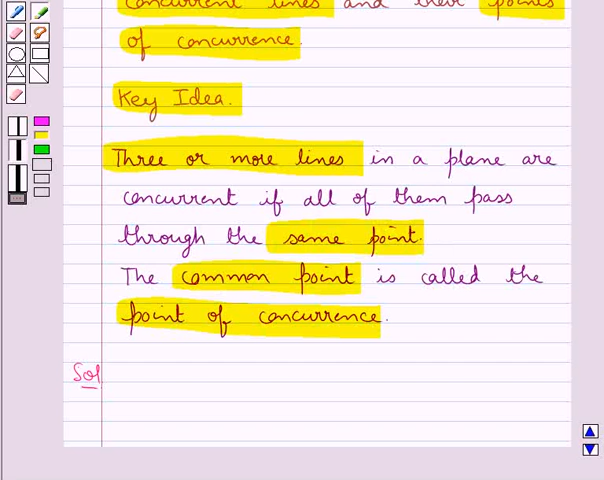 concurrent lines and their points
of concurrence.
Key Idea.
Three or more lines in a plane are
concurrent if all of them pass
through the same point.
The common point is called the
point of concurrence.
Sol